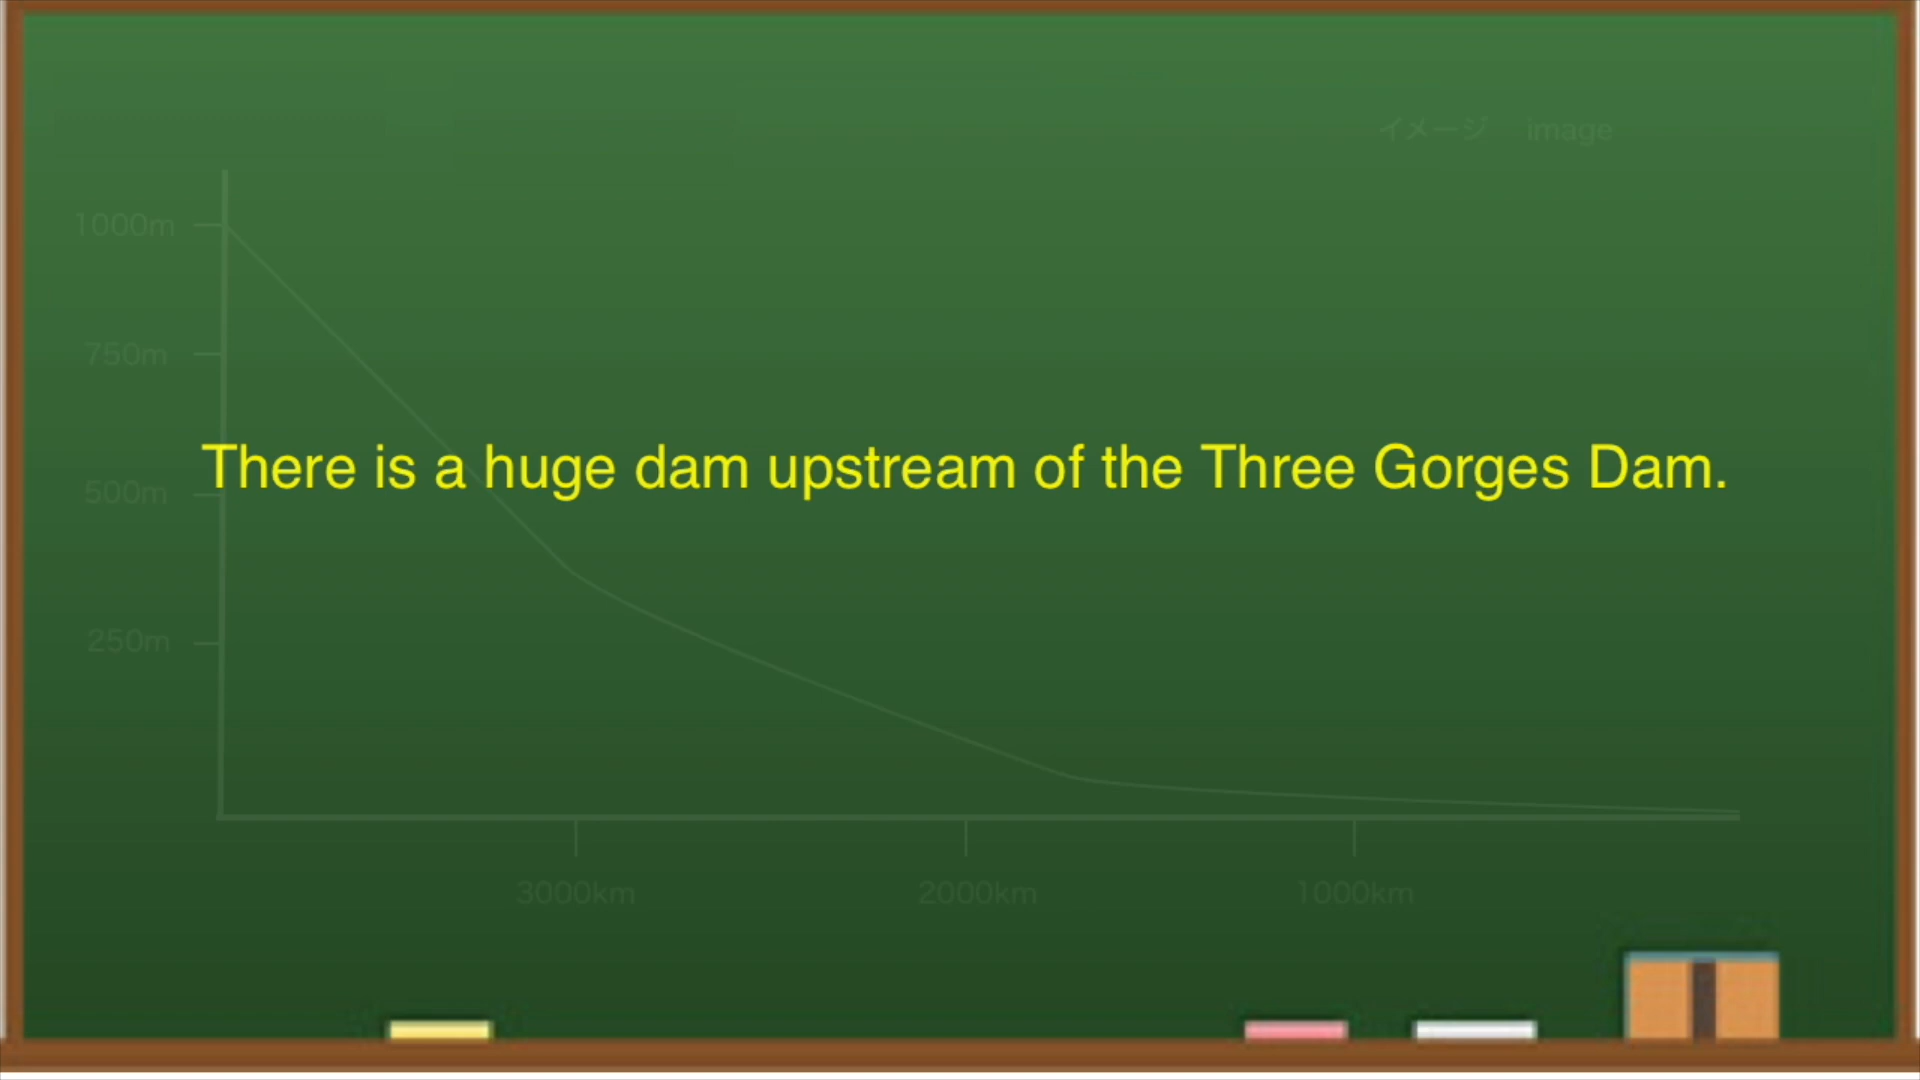 イメージ image
1000m
750m
There is a huge dam upstream of the Three Gorges Dam.
500m
250m
3000km 2000km 1000km